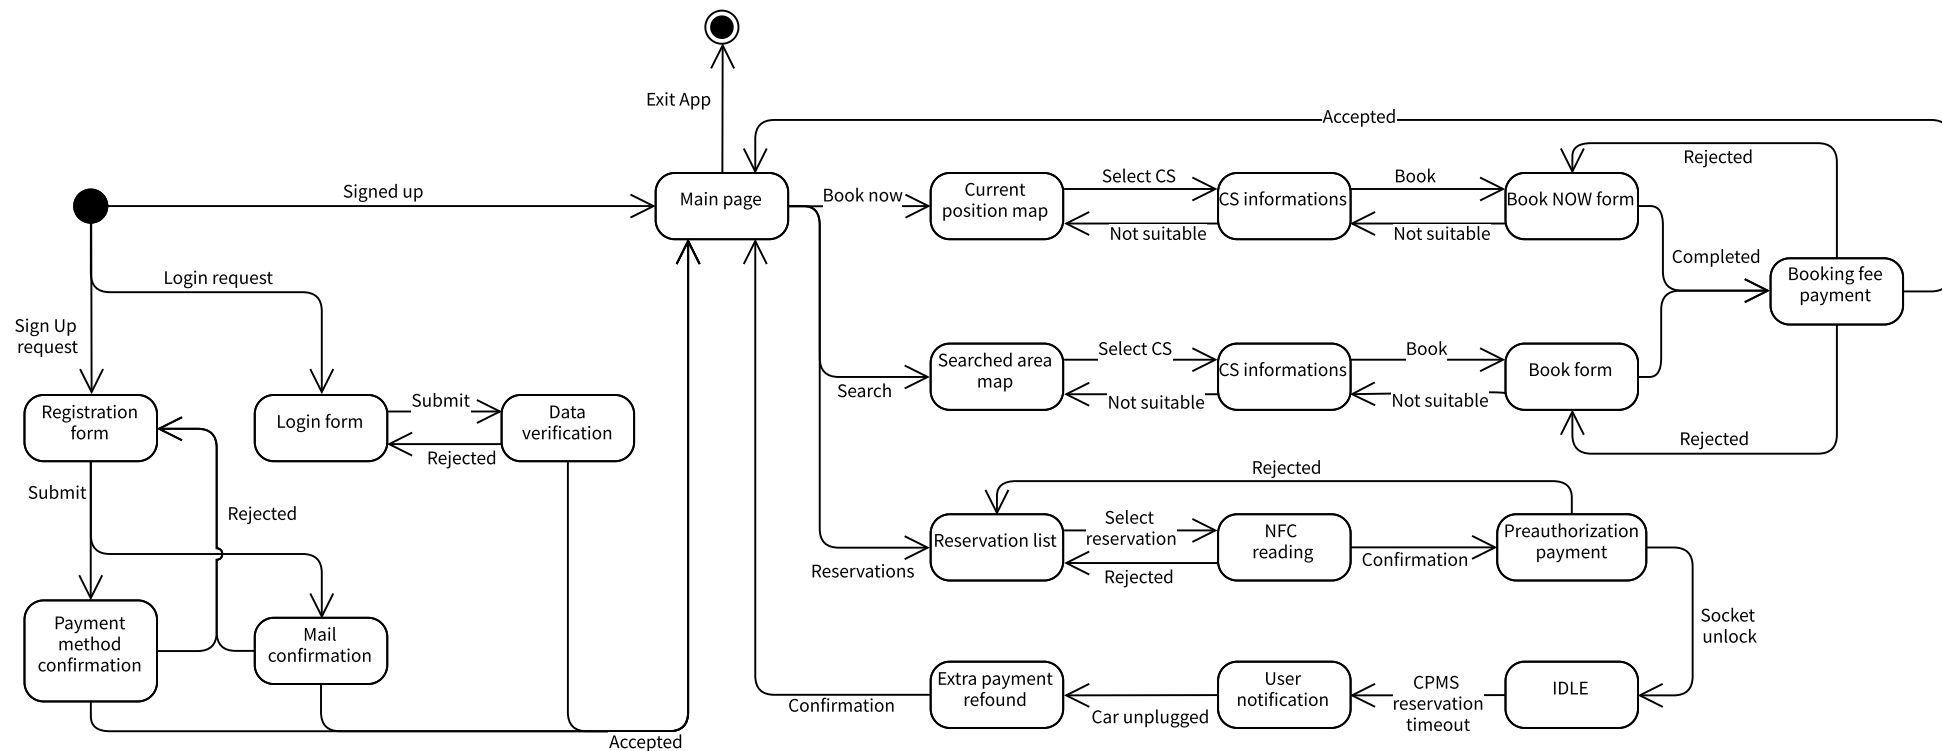 Exit App
Accepted
Rejected
Signed up
Main page
Book now
Current
position map
Select CS
Not suitable
CS informations
Book
Not suitable
Book NOW form
Completed
Booking fee
payment
Login request
Sign Up
request
Searched area
map
Search
Select CS
Not suitable
CS informations
Book
Not suitable
Book form
Rejected
Registration
form
Login form
Submit
Rejected
Data
verification
Submit
Rejected
Rejected
Reservation list
Reservations
Select
reservation
Rejected
NFC
reading
Confirmation
Preauthorization
payment
Socket
unlock
Payment
method
confirmation
Mail
confirmation
Accepted
Confirmation
Extra payment
refound
Car unplugged
User
notification
CPMS
reservation
timeout
IDLE